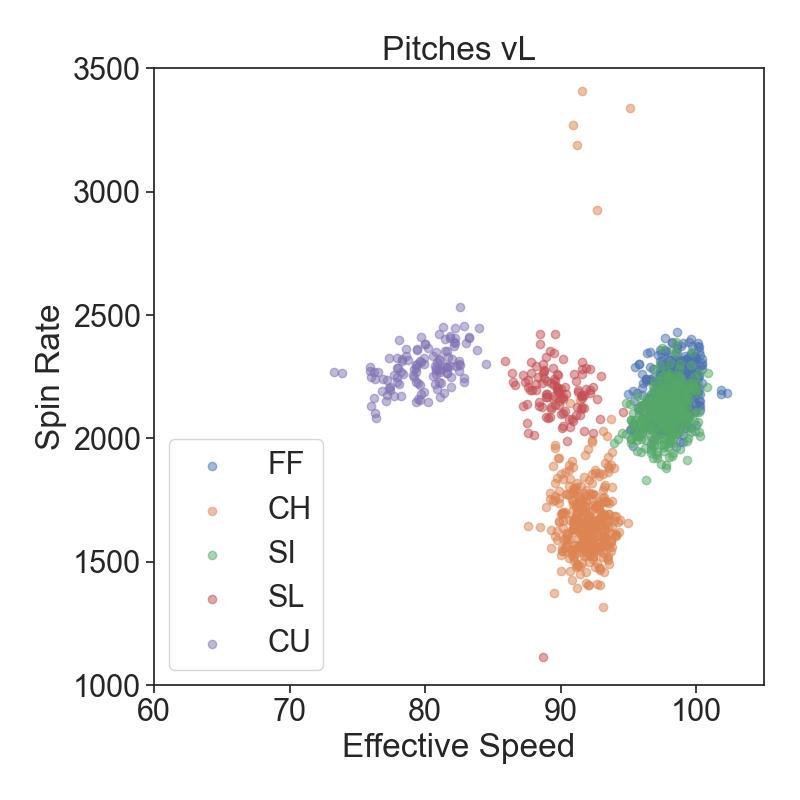 Pitches vL
3500
3000
2500
2000
1500
1000
Spin Rate
FF
CH
SI
SL
CU
60 70 80 90 100
Effective Speed